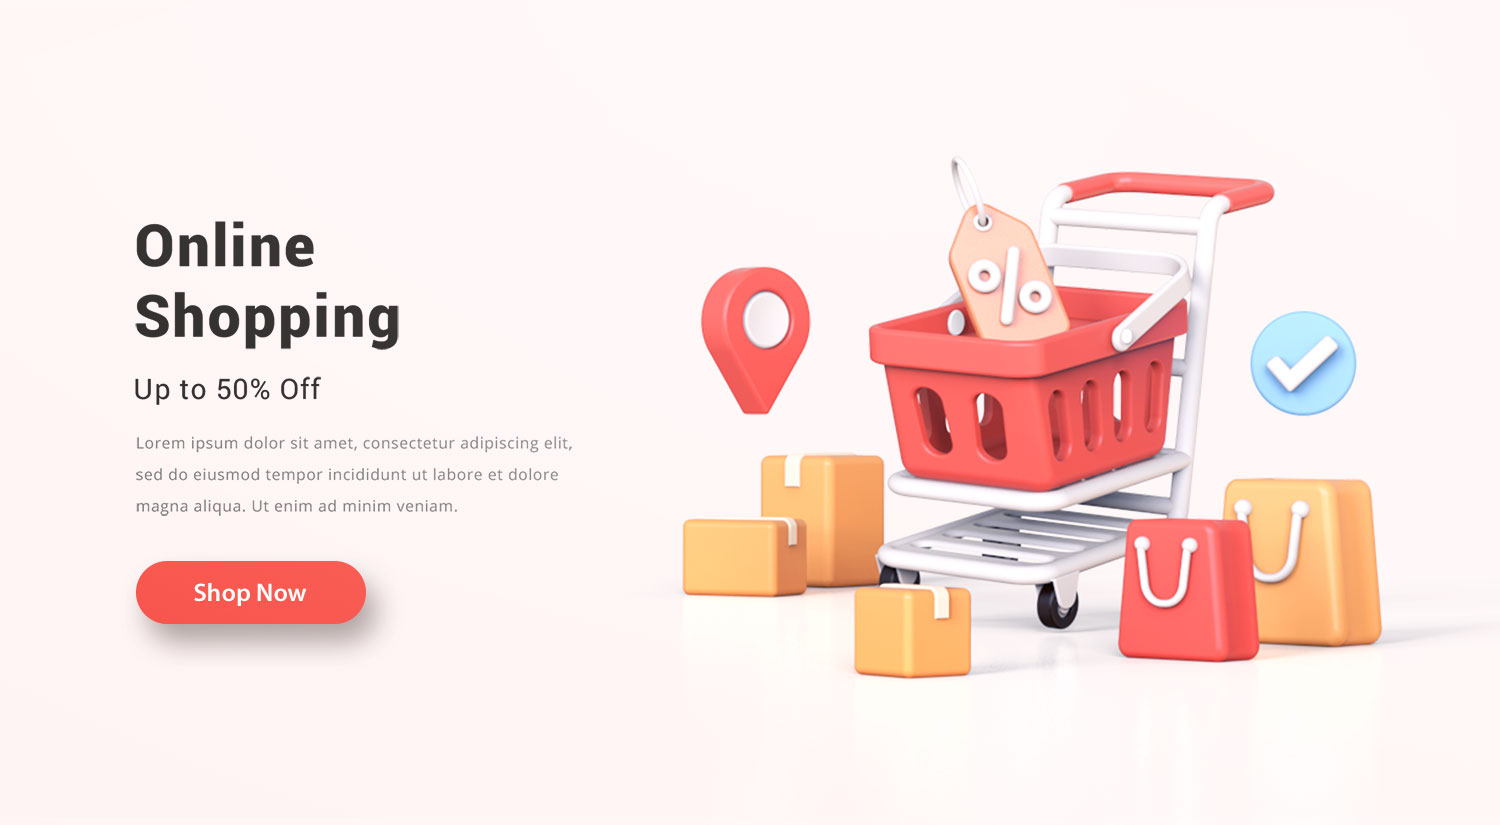 Online
Shopping
Up to 50% Off
Lorem ipsum dolor sit amet, consectetur adipiscing elit,
sed do eiusmod tempor incididunt ut labore et dolore
magna aliqua. Ut enim ad minim veniam.
Shop Now
%